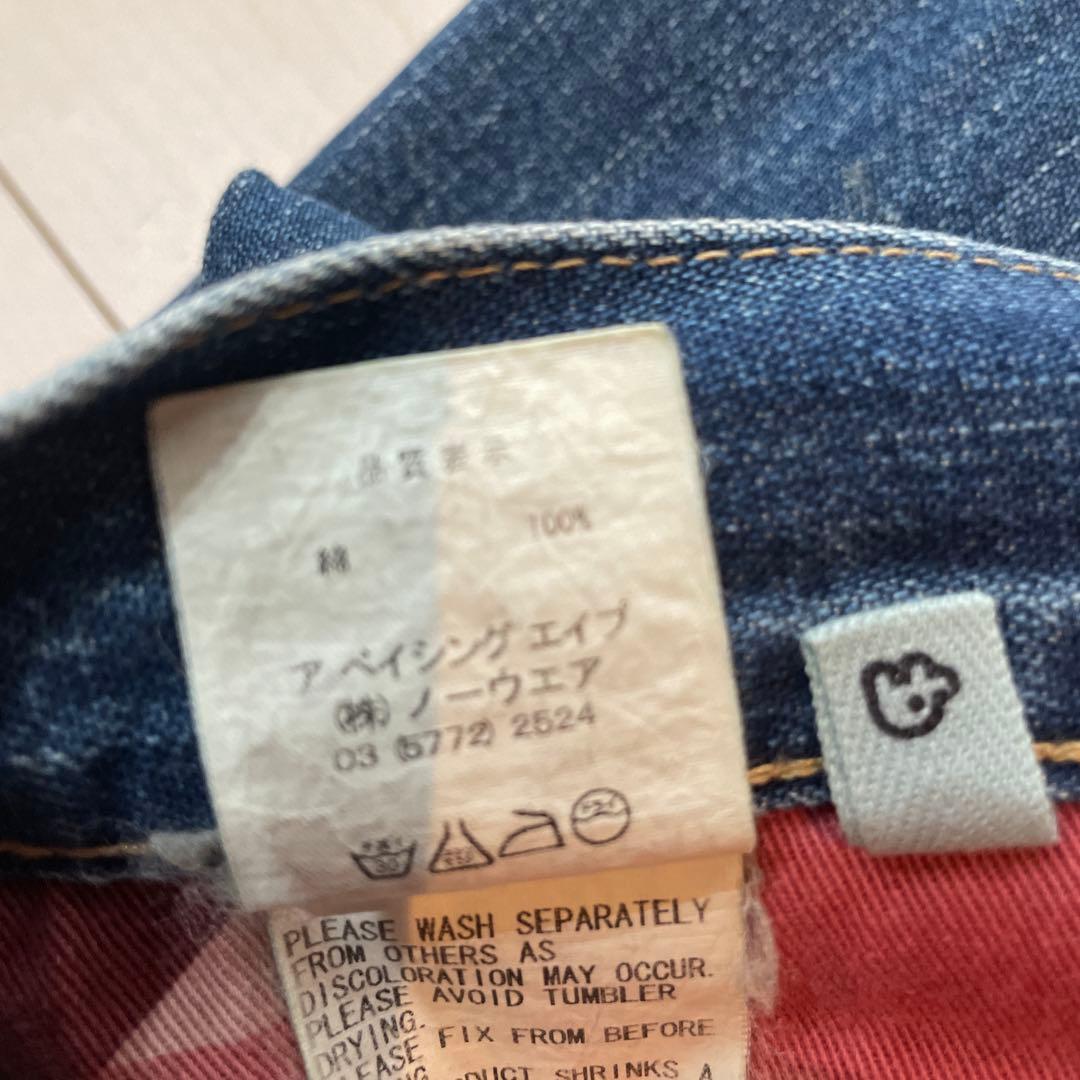 品質表示
綿 100%
ア ベイシング エイプ
(株) ノーウエア
03 (5772) 2524
PLEASE WASH SEPARATELY
FROM OTHERS AS
DISCOLORATION MAY OCCUR.
PLEASE AVOID TUMBLER
DRYING.
FIX FROM BEFORE
SHRINKS A